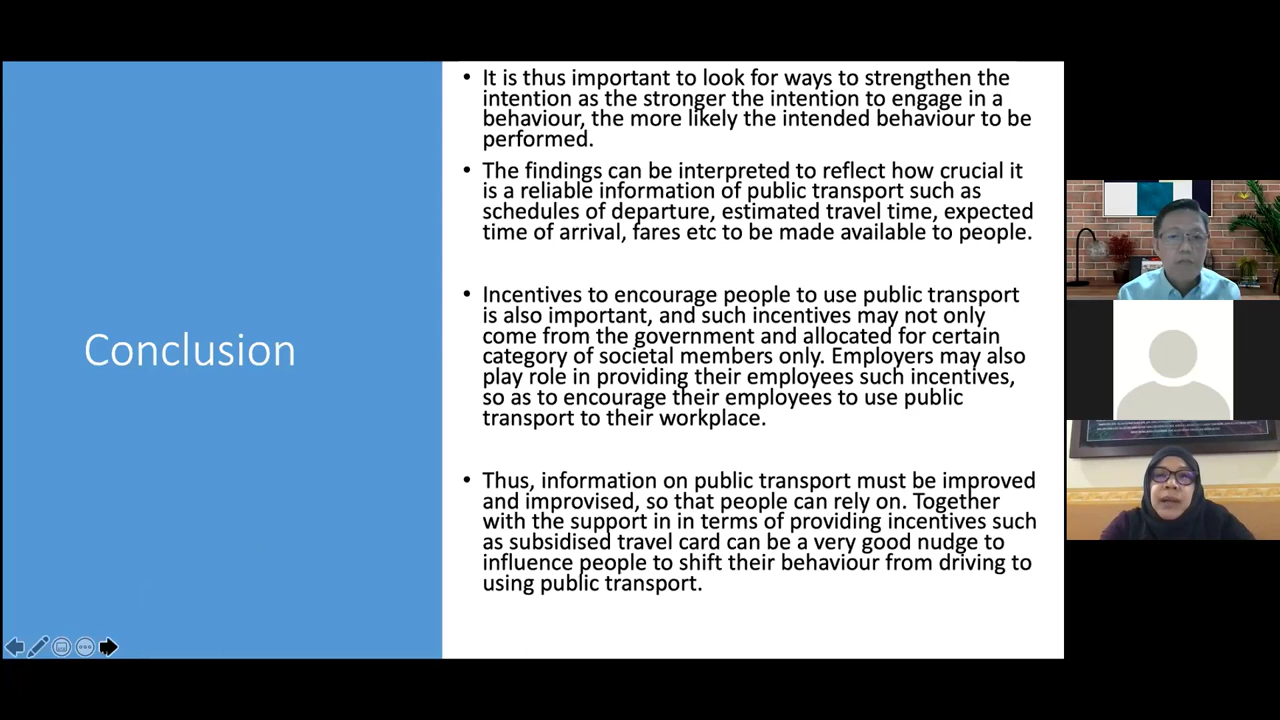 Conclusion
• It is thus important to look for ways to strengthen the
intention as the stronger the intention to engage in a
behaviour, the more likely the intended behaviour to be
performed.
• The findings can be interpreted to reflect how crucial it
is a reliable information of public transport such as
schedules of departure, estimated travel time, expected
time of arrival, fares etc to be made available to people.
• Incentives to encourage people to use public transport
is also important, and such incentives may not only
come from the government and allocated for certain
category of societal members only. Employers may also
play role in providing their employees such incentives,
so as to encourage their employees to use public
transport to their workplace.
• Thus, information on public transport must be improved
and improvised, so that people can rely on. Together
with the support in in terms of providing incentives such
as subsidised travel card can be a very good nudge to
influence people to shift their behaviour from driving to
using public transport.